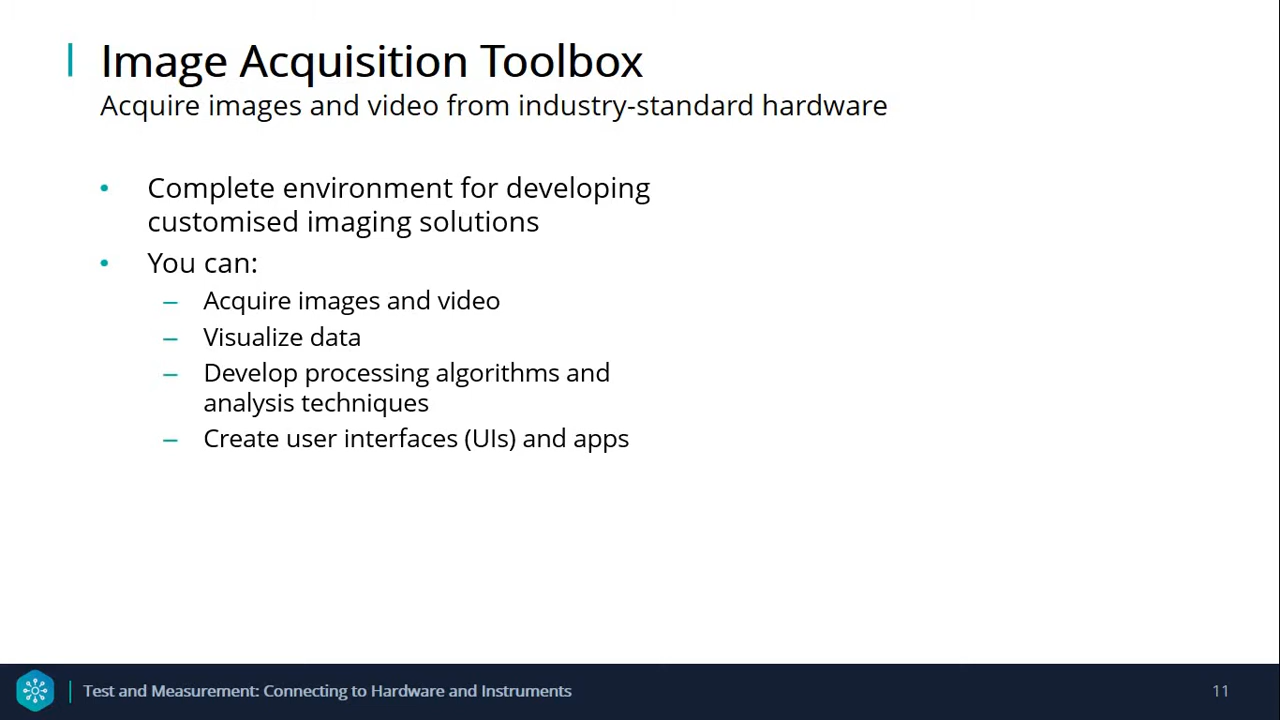 Image Acquisition Toolbox
Acquire images and video from industry-standard hardware
• Complete environment for developing
customised imaging solutions
• You can:
– Acquire images and video
– Visualize data
– Develop processing algorithms and
analysis techniques
– Create user interfaces (UIs) and apps
Test and Measurement: Connecting to Hardware and Instruments
11